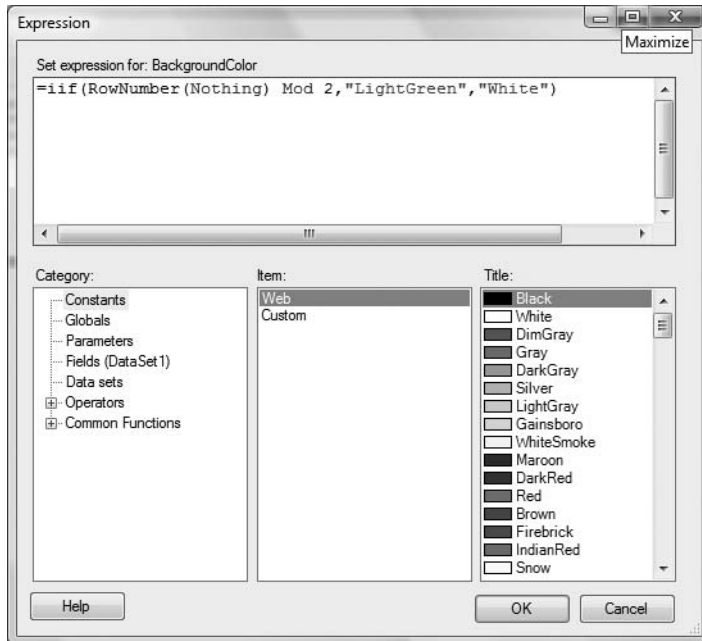 Expression
Maximize
Set expression for: BackgroundColor
=iif(RowNumber(Nothing) Mod 2,"LightGreen","White")
Category:
Constants
Globals
Parameters
Fields (DataSet1)
Data sets
Operators
Common Functions
Item:
Web
Custom
Title:
Black
White
DimGray
Gray
DarkGray
Silver
LightGray
Gainsboro
WhiteSmoke
Maroon
DarkRed
Red
Brown
Firebrick
IndianRed
Snow
Help
OK
Cancel